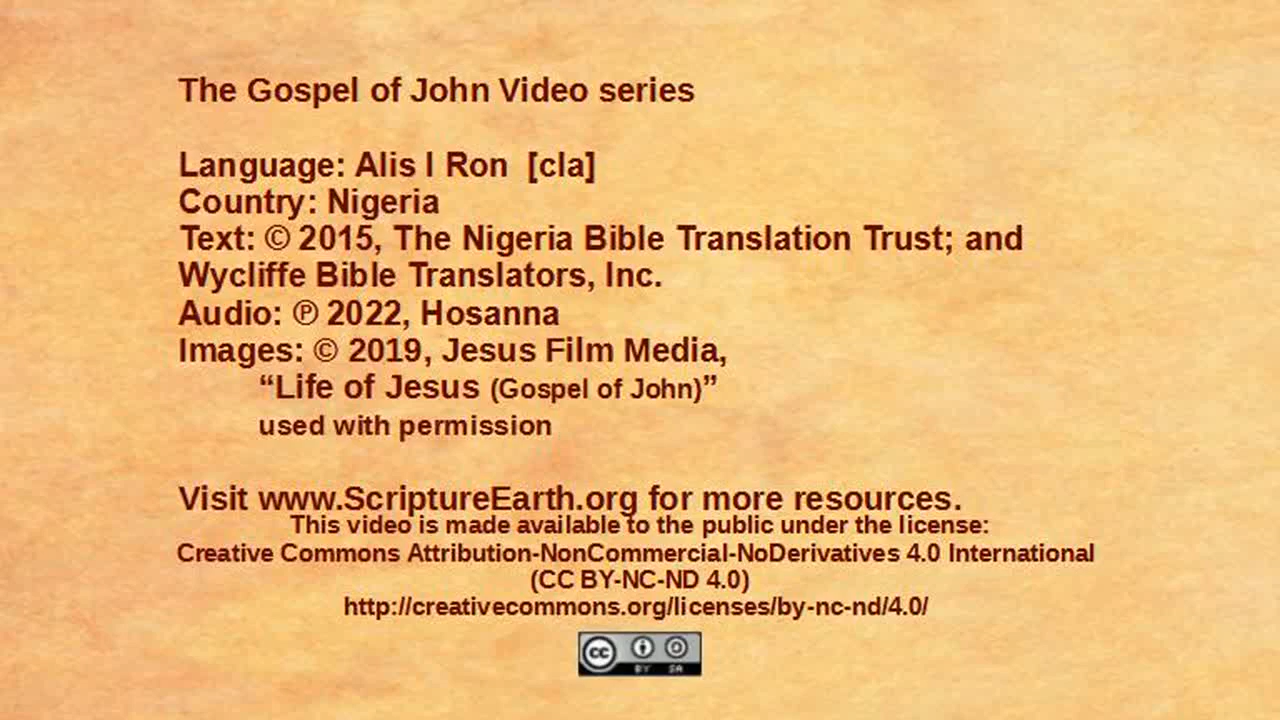 The Gospel of John Video series
Language: Alis I Ron [cla]
Country: Nigeria
Text: © 2015, The Nigeria Bible Translation Trust; and
Wycliffe Bible Translators, Inc.
Audio: ℗ 2022, Hosanna
Images: © 2019, Jesus Film Media,
“Life of Jesus (Gospel of John)”
used with permission
Visit www.ScriptureEarth.org for more resources.
This video is made available to the public under the license:
Creative Commons Attribution-NonCommercial-NoDerivatives 4.0 International
(CC BY-NC-ND 4.0)
http://creativecommons.org/licenses/by-nc-nd/4.0/
cc BY SA